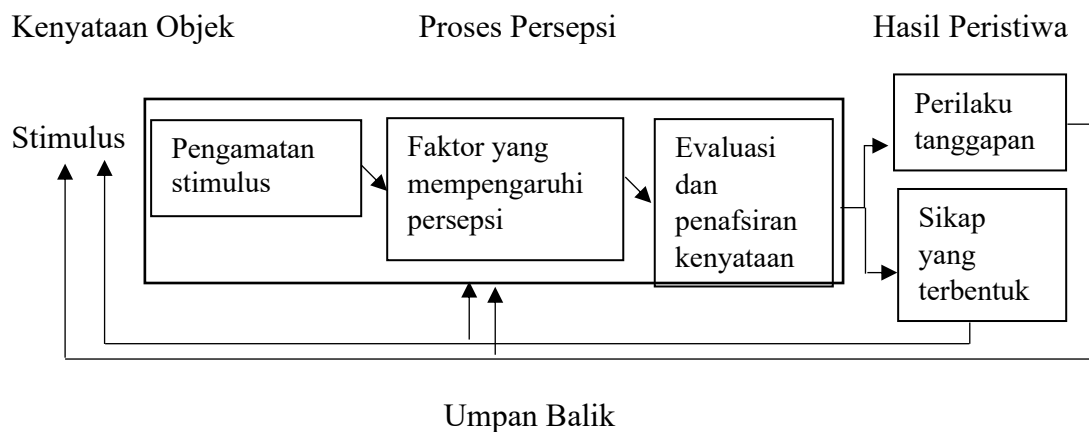 Kenyataan Objek
Proses Persepsi
Hasil Peristiwa
Stimulus
Pengamatan
stimulus
Faktor yang
mempengaruhi
persepsi
Evaluasi
dan
penafsiran
kenyataan
Perilaku
tanggapan
Sikap
yang
terbentuk
Umpan Balik